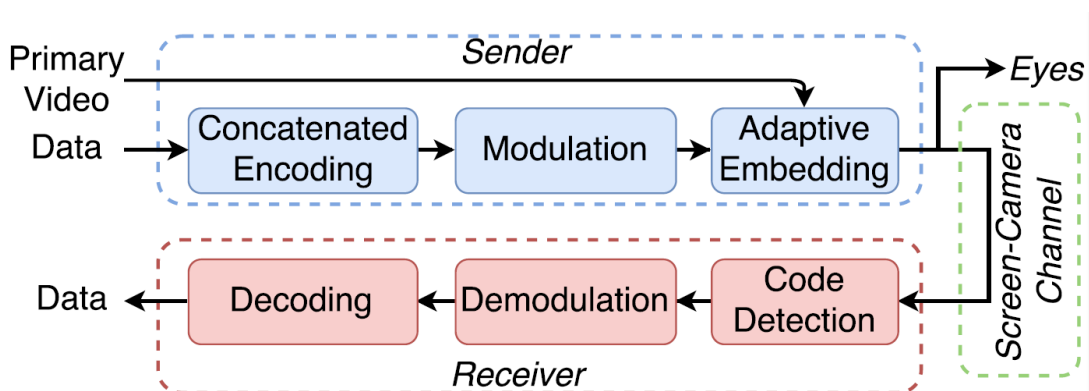 Sender
Primary
Video
Eyes
Data
Concatenated
Encoding
Modulation
Adaptive
Embedding
Screen-Camera
Channel
Data
Decoding
Demodulation
Code
Detection
Receiver